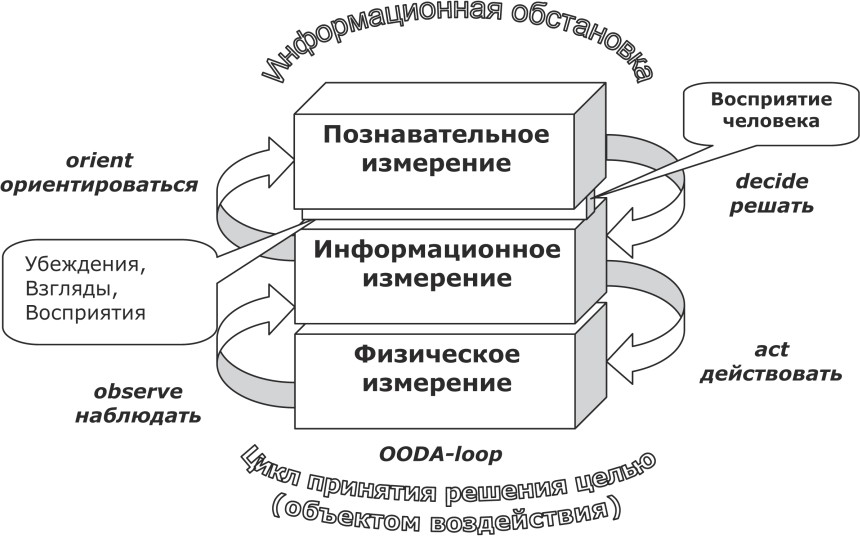 Информационная обстановка
Познавательное
измерение
Восприятие
человека
orient
ориентироваться
decide
решать
Убеждения,
Взгляды,
Восприятия
Информационное
измерение
Физическое
измерение
observe
наблюдать
act
действовать
OODA-loop
Цикл принятия решения целью
(объектом воздействия)